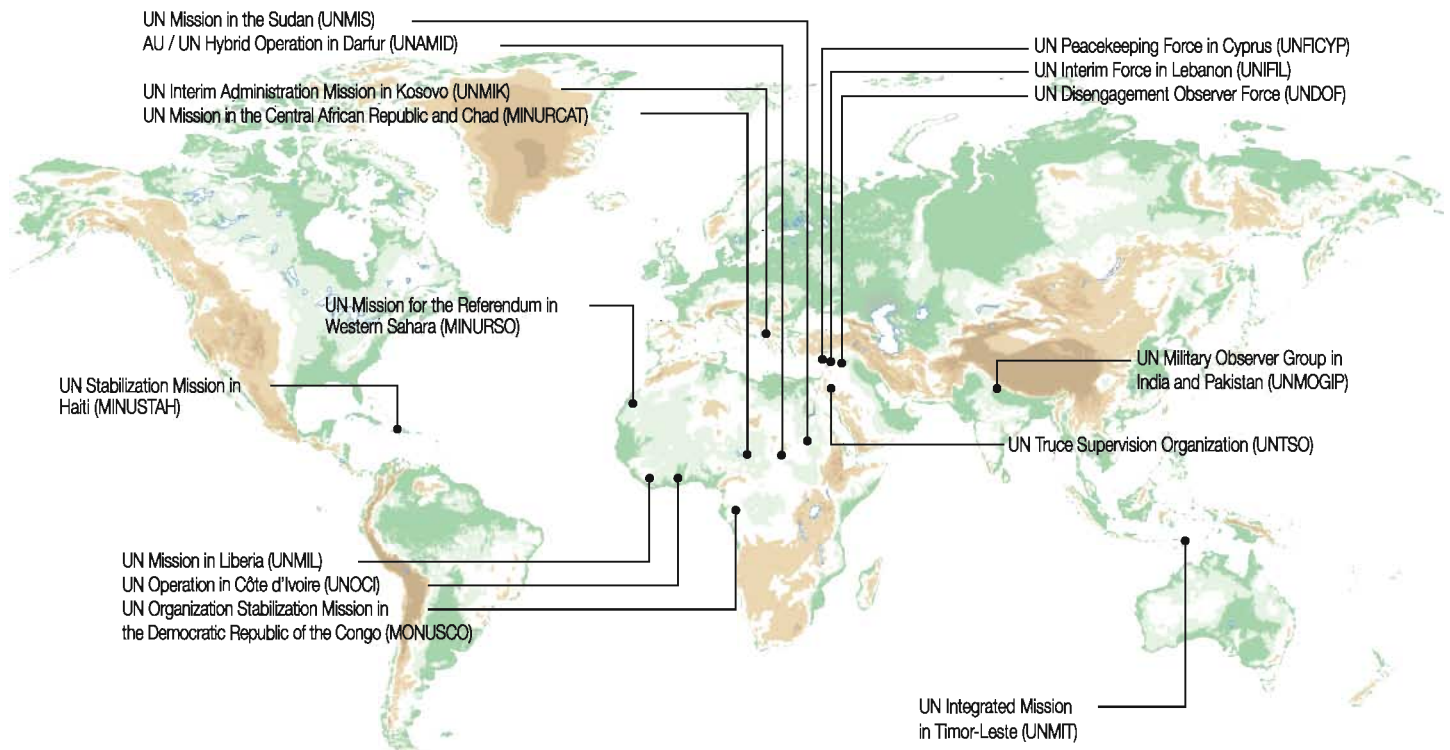 UN Mission in the Sudan (UNMIS)
AU / UN Hybrid Operation in Darfur (UNAMID)
UN Interim Administration Mission in Kosovo (UNMIK)
UN Mission in the Central African Republic and Chad (MINURCAT)
UN Peacekeeping Force in Cyprus (UNFICYP)
UN Interim Force in Lebanon (UNIFIL)
UN Disengagement Observer Force (UNDOF)
UN Mission for the Referendum in
Western Sahara (MINURSO)
UN Stabilization Mission in
Haiti (MINUSTAH)
UN Military Observer Group in
India and Pakistan (UNMOGIP)
UN Truce Supervision Organization (UNTSO)
UN Mission in Liberia (UNMIL)
UN Operation in Côte d'Ivoire (UNOCI)
UN Organization Stabilization Mission in
the Democratic Republic of the Congo (MONUSCO)
UN Integrated Mission
in Timor-Leste (UNMIT)